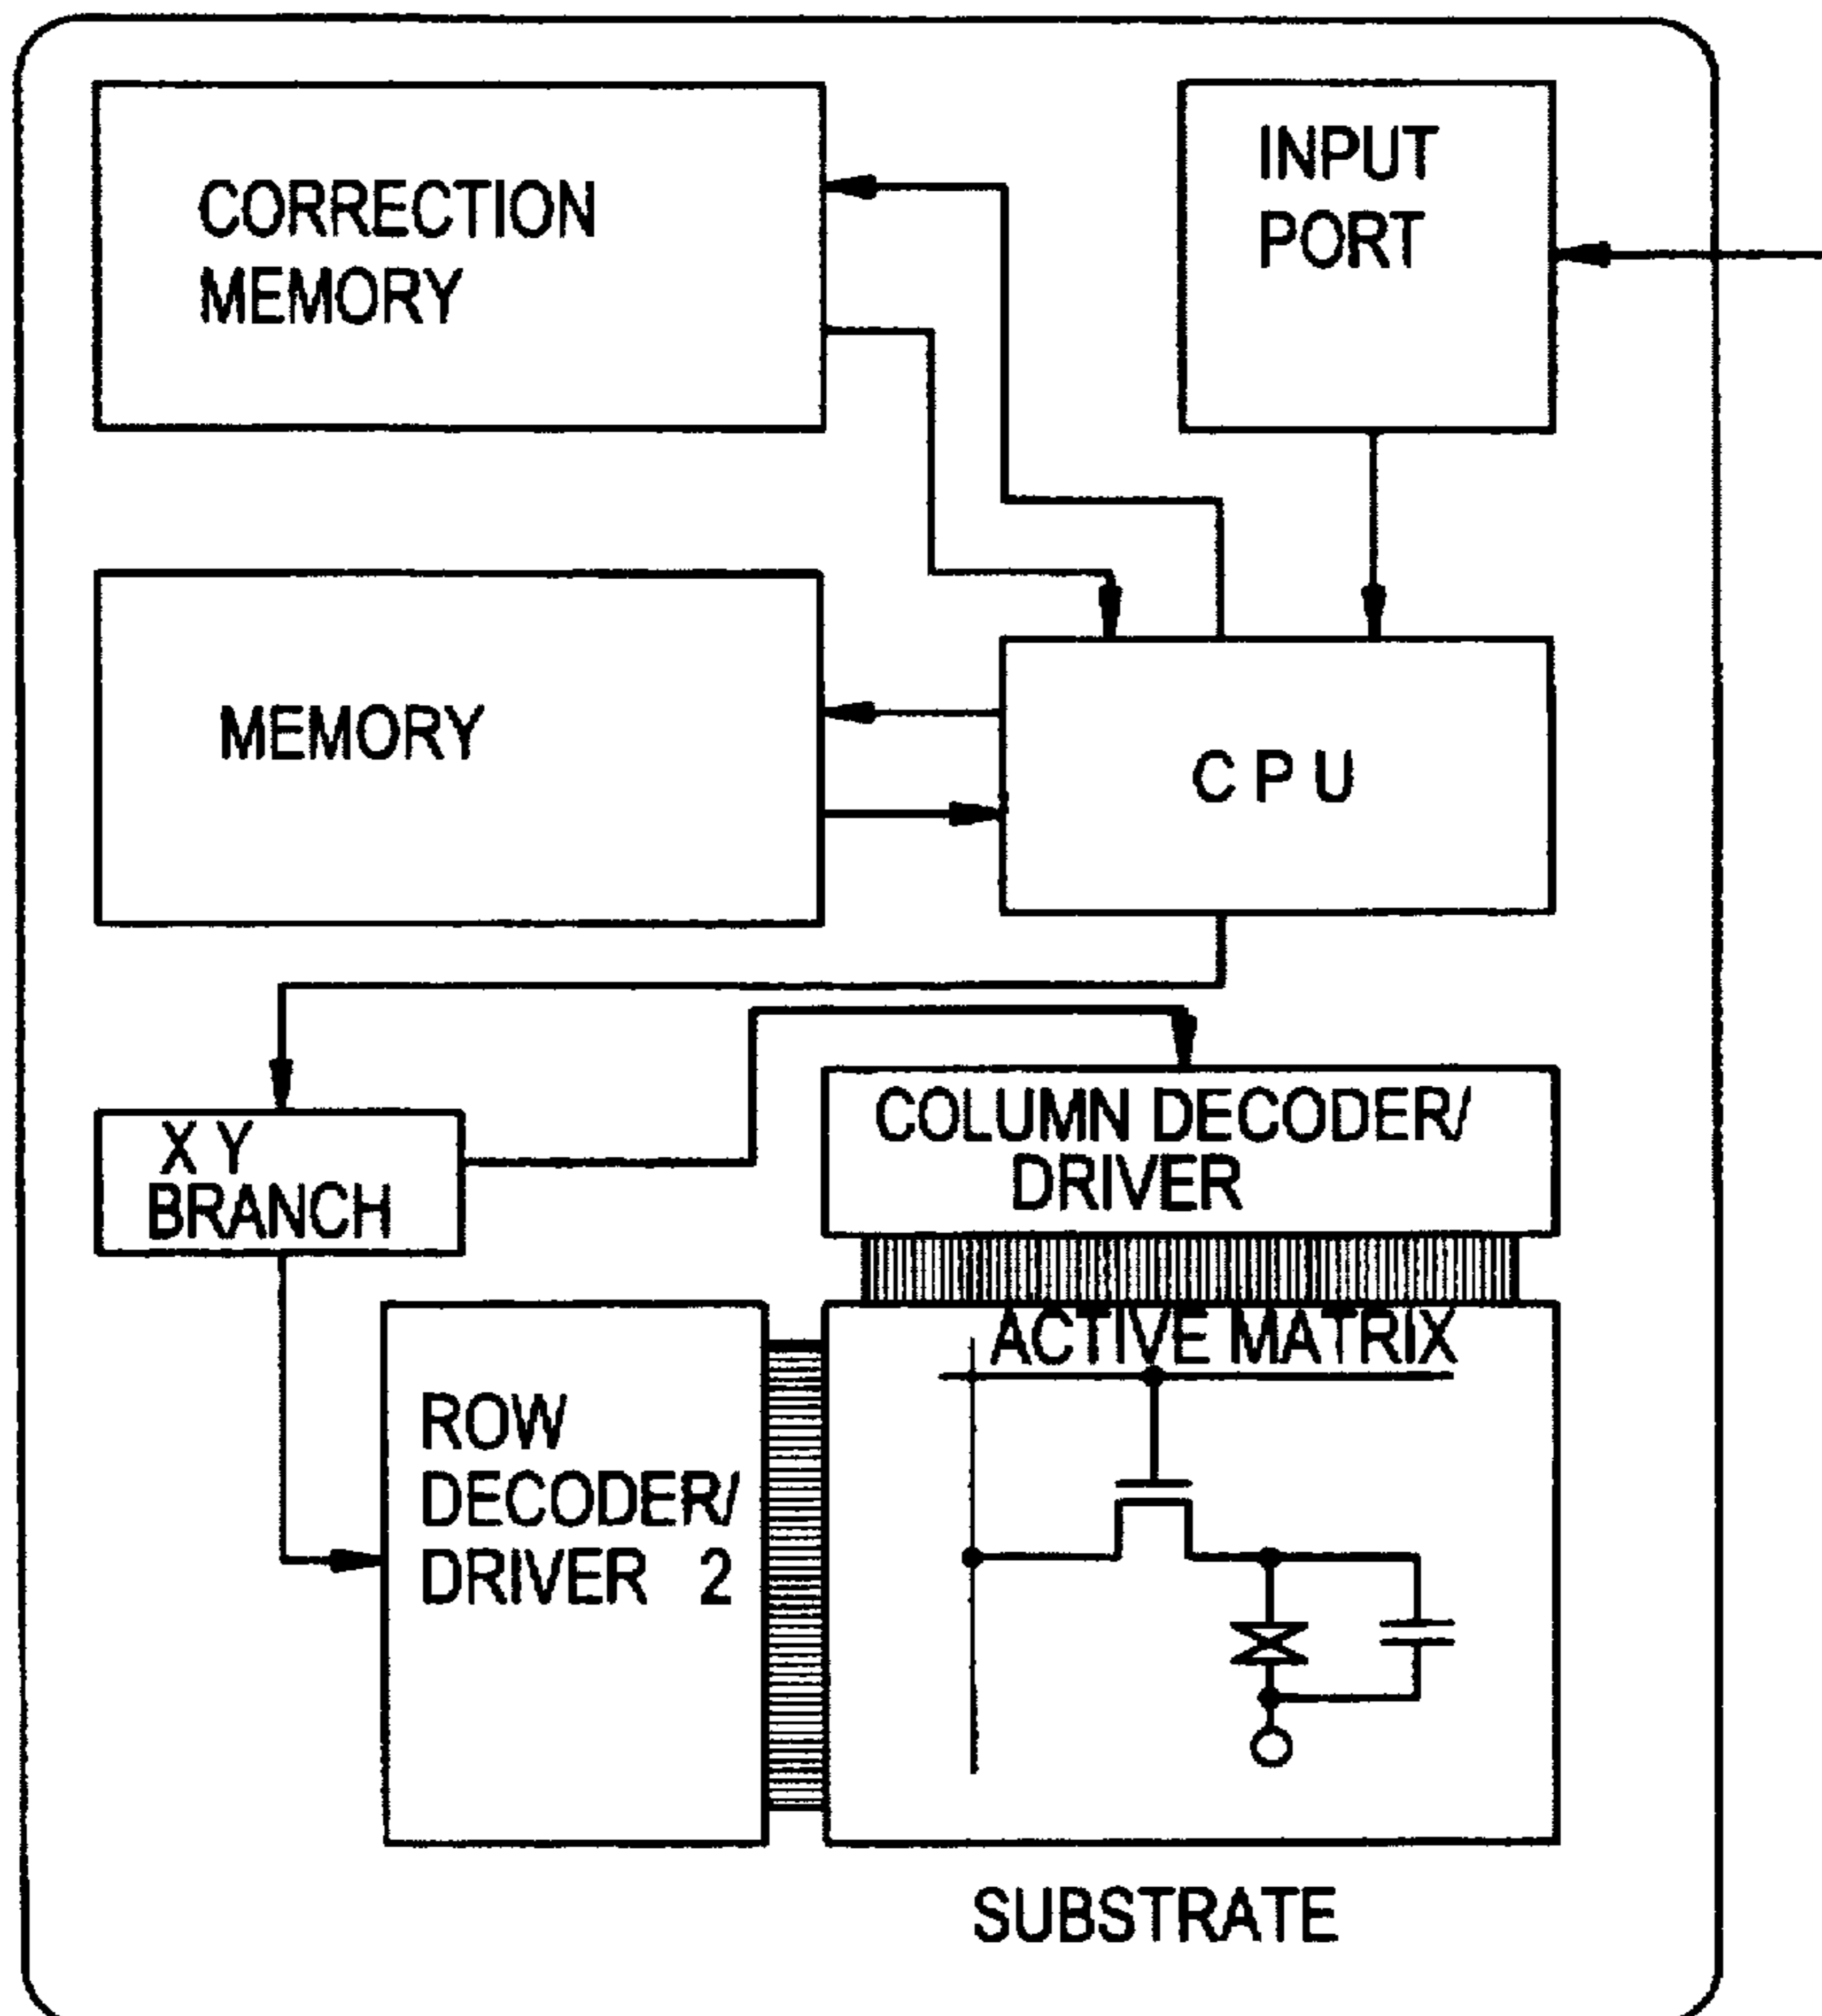 CORRECTION
MEMORY
INPUT
PORT
MEMORY
C P U
X Y
BRANCH
COLUMN DECODER/
DRIVER
ACTIVE MATRIX
ROW
DECODER/
DRIVER 2
SUBSTRATE